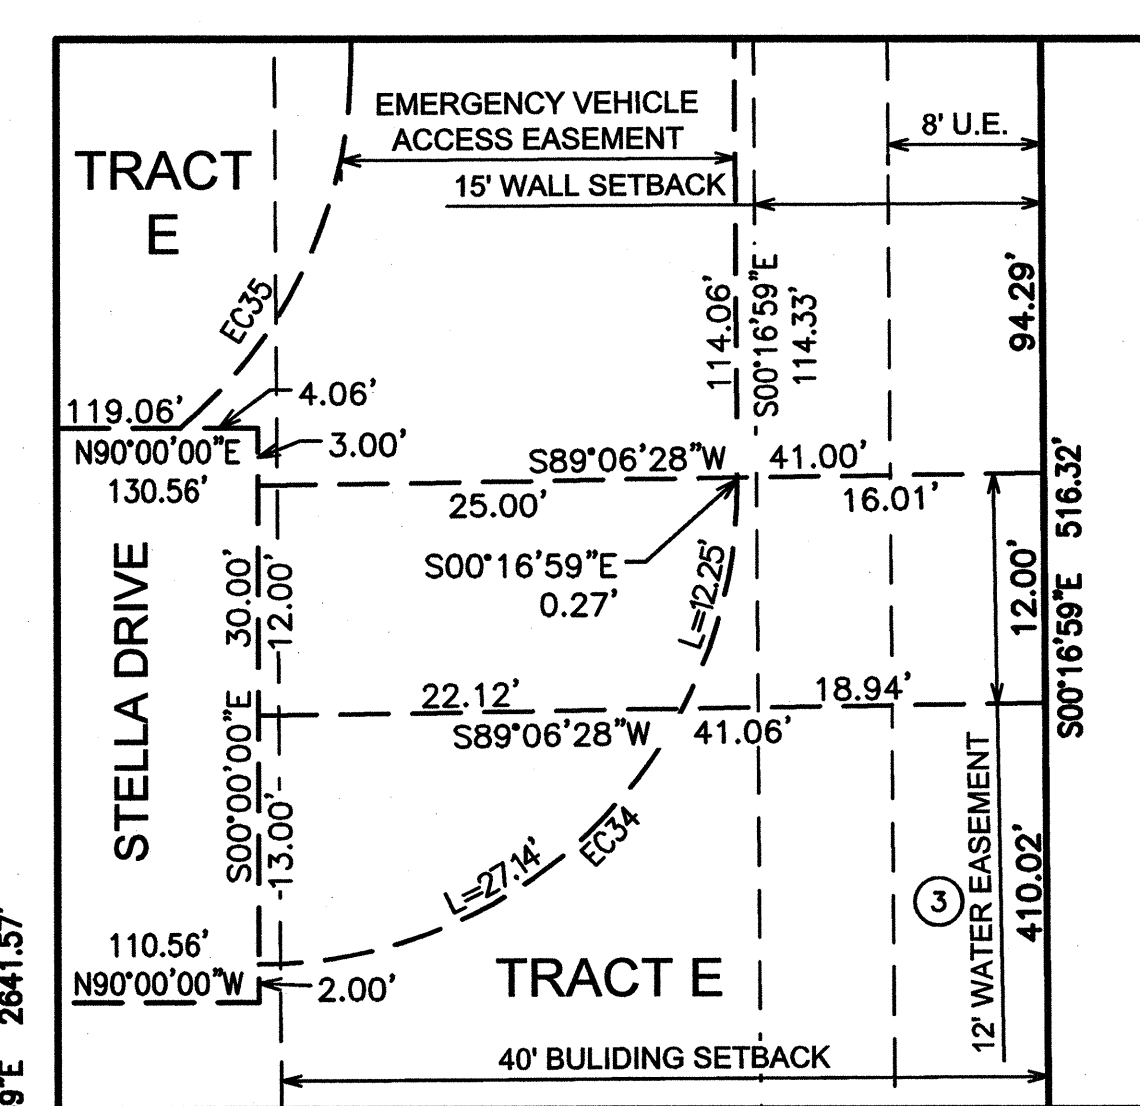 EMERGENCY VEHICLE
ACCESS EASEMENT
8' U.E.
TRACT
E
15' WALL SETBACK
EC35
114.06'
S00°16'59"E
114.33'
94.29'
119.06'
4.06'
N90°00'00"E
3.00'
130.56'
S89°06'28"W
41.00'
25.00'
16.01'
S00°16'59"E
0.27'
L=12.25'
12.00'
S00°16'59"E 516.32'
STELLA DRIVE
30.00'
12.00'
22.12'
18.94'
S89°06'28"W
41.06'
S00°00'00"E
13.00'
EC34
L=27.14'
3
12' WATER EASEMENT
410.02'
110.56'
N90°00'00"W
2.00'
TRACT E
40' BULIDING SETBACK
9"E 2641.57'